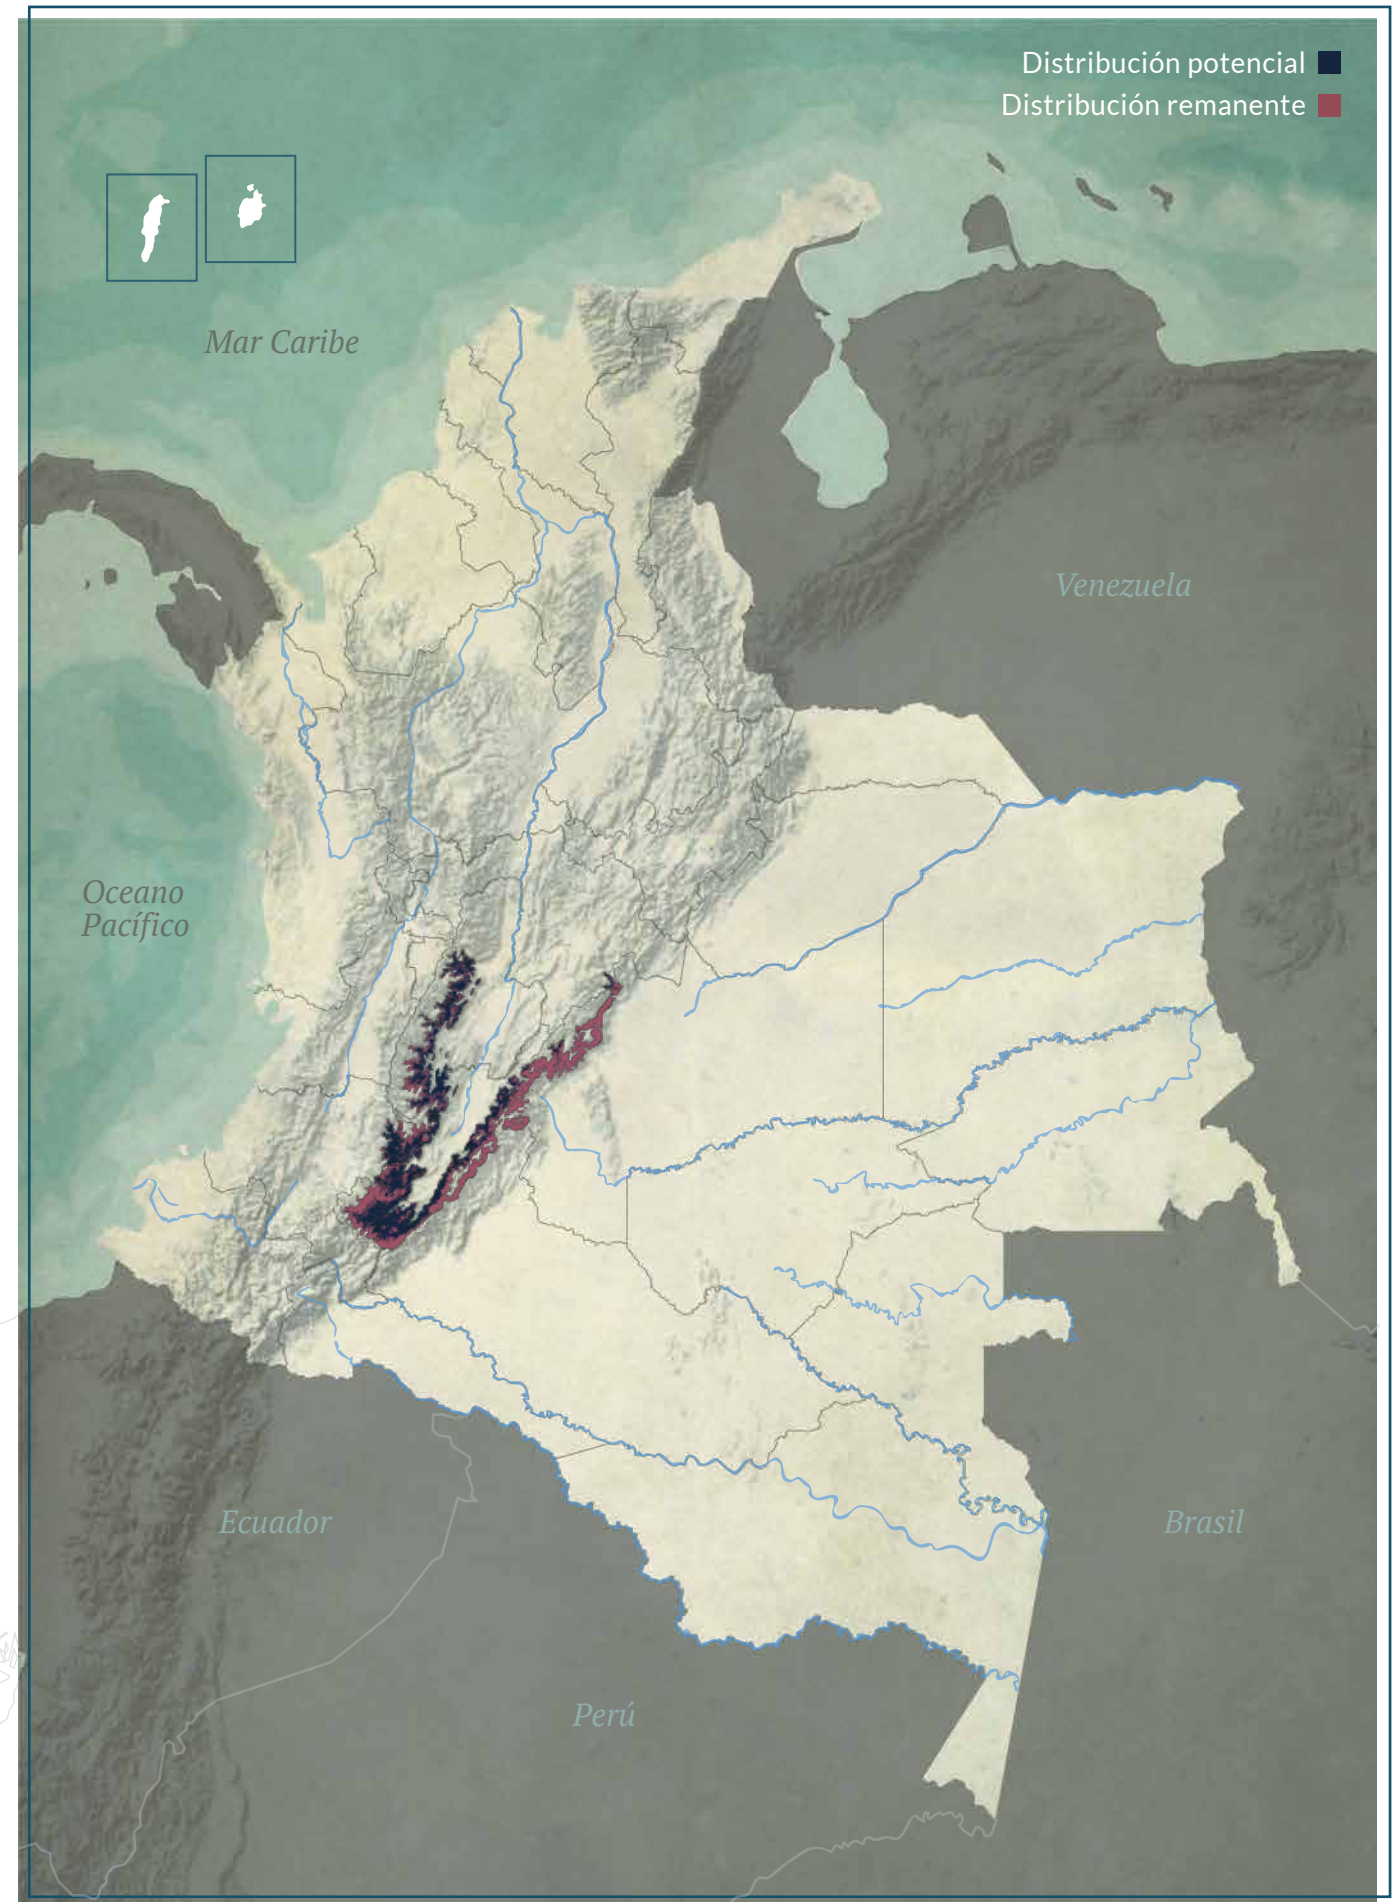 Distribución potencial
Distribución remanente
Mar Caribe
Venezuela
Oceano
Pacífico
Ecuador
Brasil
Perú